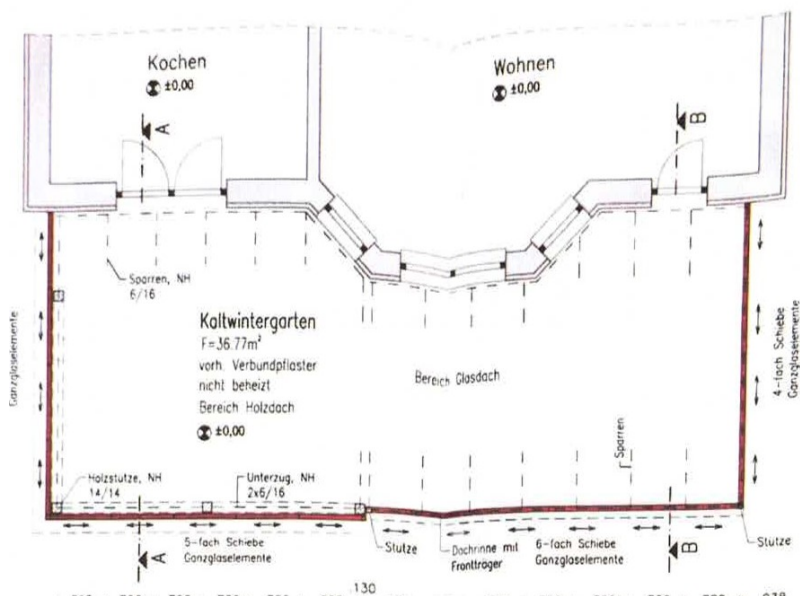 Kochen
±0,00
Wohnen
±0,00
A
B
Sparren, NH
6/16
Kaltwintergarten
F=36.77m²
vorh. Verbundpflaster
nicht beheizt
Bereich Holzdach
±0,00
Bereich Glasdach
Ganzglaselemente
4-fach Schiebe
Ganzglaselemente
Sparren
Holzstütze, NH
14/14
Unterzug, NH
2x6/16
5-fach Schiebe
Ganzglaselemente
Stütze
Dachrinne mit
Frontträger
6-fach Schiebe
Ganzglaselemente
Stütze
A
B
130